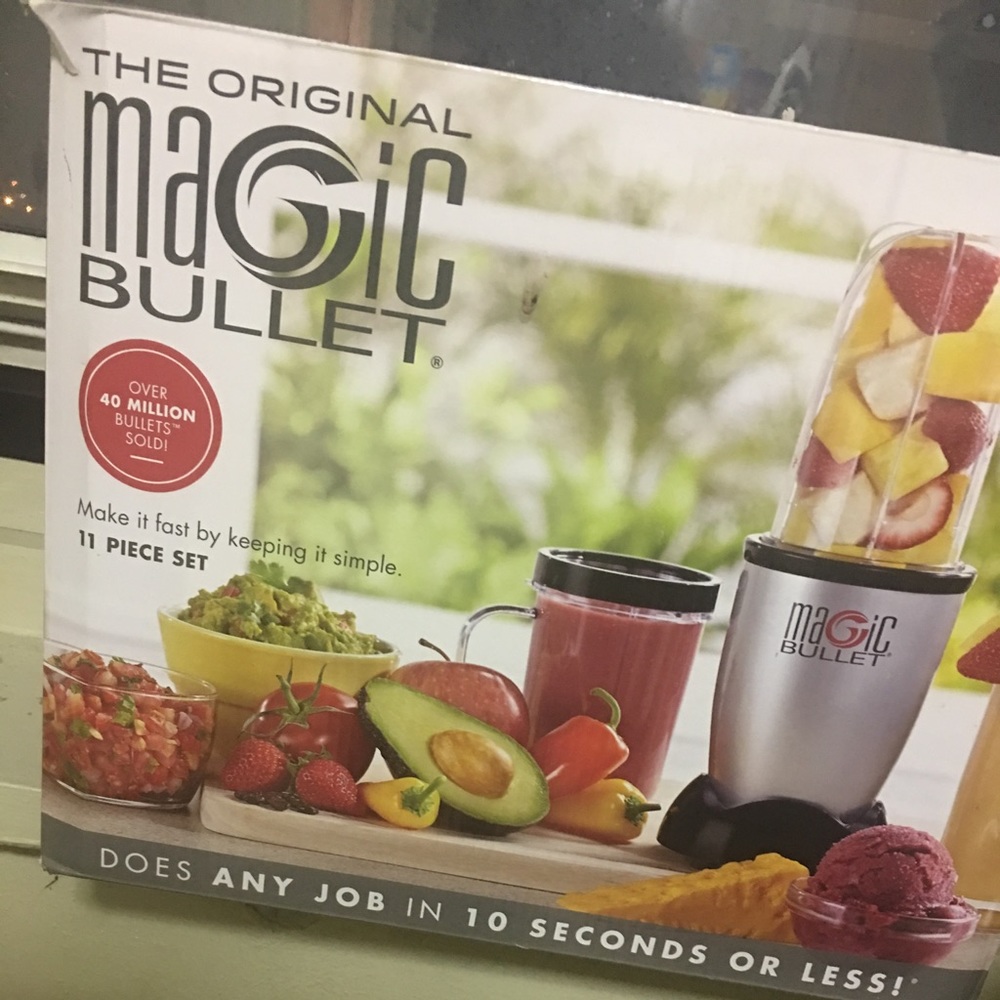 THE ORIGINAL
maGic
BULLET®
OVER
40 MILLION
BULLETS™
SOLD!
Make it fast by keeping it simple.
11 PIECE SET
maGic
BULLET®
DOES ANY JOB IN 10 SECONDS OR LESS!*